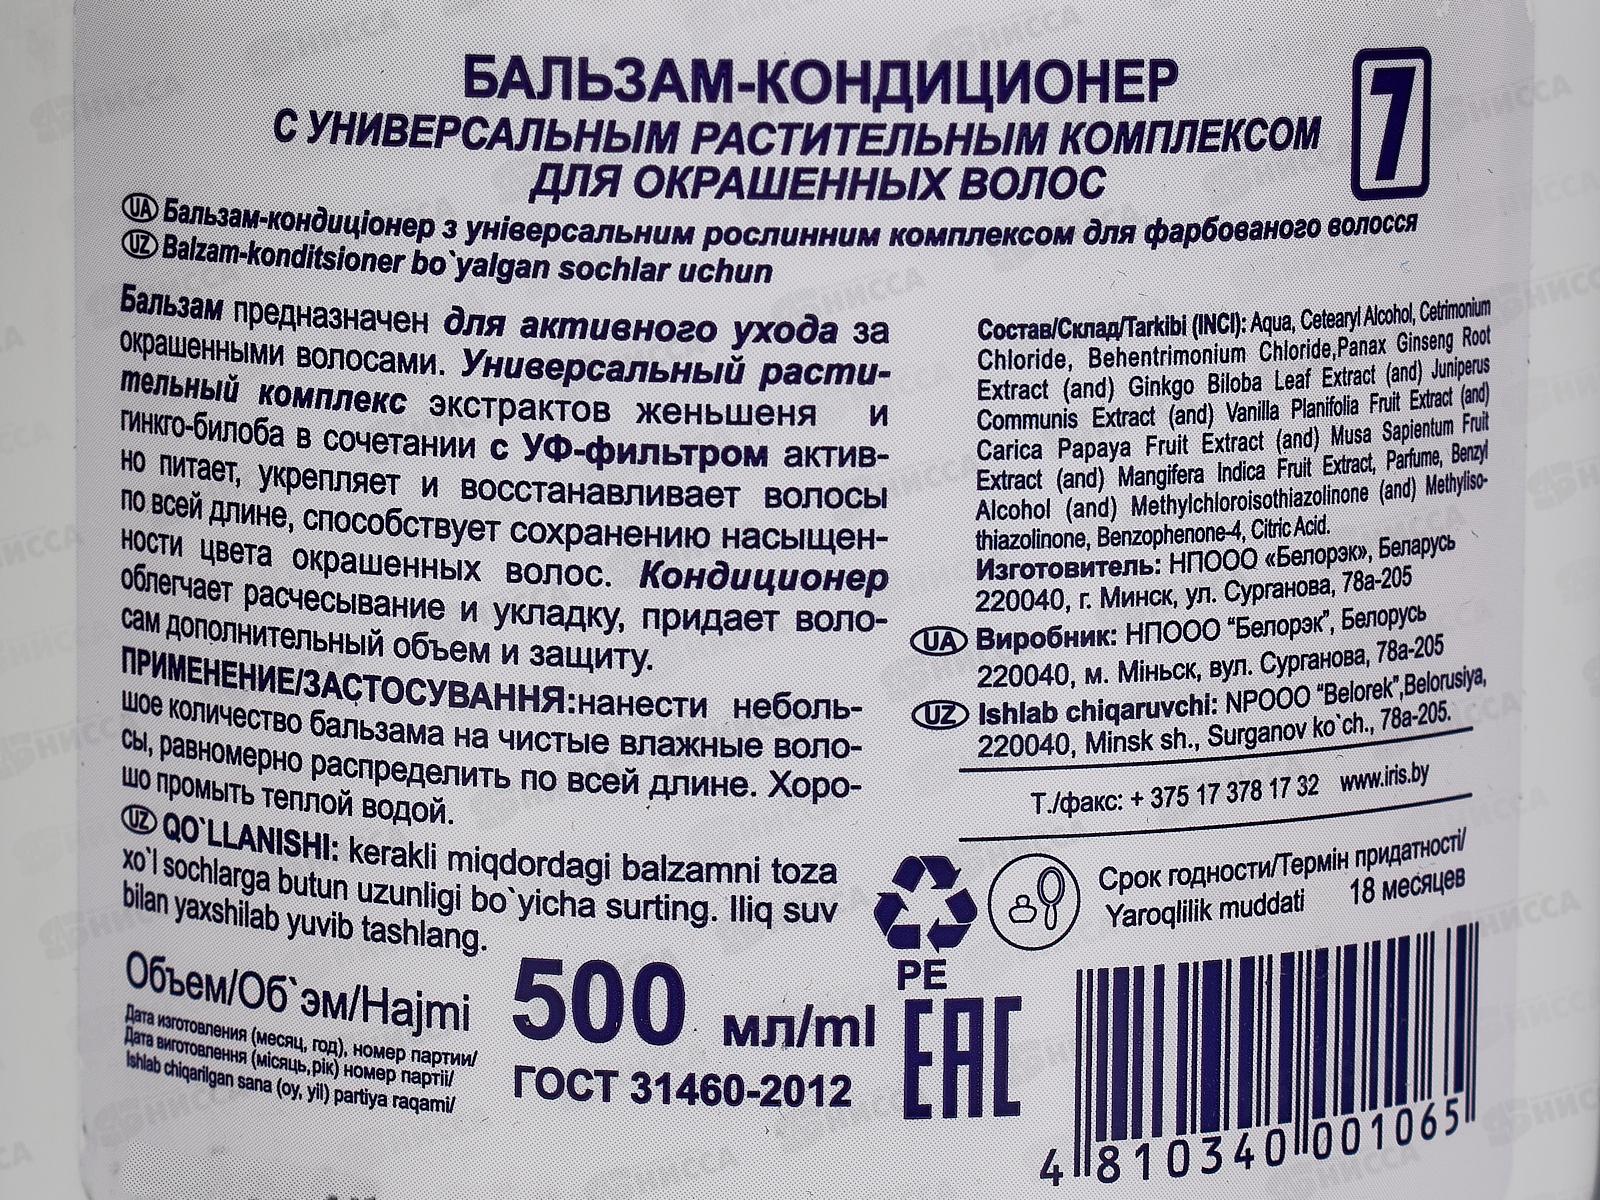 БАЛЬЗАМ-КОНДИЦИОНЕР
С УНИВЕРСАЛЬНЫМ РАСТИТЕЛЬНЫМ КОМПЛЕКСОМ
ДЛЯ ОКРАШЕННЫХ ВОЛОС
7
UA Бальзам-кондиціонер з універсальним рослинним комплексом для фарбованого волосся
UZ Balzam-konditsioner bo`yalgan sochlar uchun
Бальзам предназначен для активного ухода за
окрашенными волосами. Универсальный расти-
тельный комплекс экстрактов женьшеня и
гинкго-билоба в сочетании с УФ-фильтром актив-
но питает, укрепляет и восстанавливает волосы
по всей длине, способствует сохранению насыщен-
ности цвета окрашенных волос. Кондиционер
облегчает расчесывание и укладку, придает воло-
сам дополнительный объем и защиту.
ПРИМЕНЕНИЕ/ЗАСТОСУВАННЯ:нанести неболь-
шое количество бальзама на чистые влажные воло-
сы, равномерно распределить по всей длине. Хоро-
шо промыть теплой водой.
UZ QO`LLANISHI: kerakli miqdordagi balzamni toza
xo`l sochlarga butun uzunligi bo`yicha surting. Iliq suv
bilan yaxshilab yuvib tashlang.
Объем/Об`эм/Hajmi 500 мл/ml
Дата изготовления (месяц, год), номер партии/
Дата виготовлення (місяць,рік) номер партії/
Ishlab chiqarilgan sana (oy, yil) partiya raqami/
ГОСТ 31460-2012
Состав/Склад/Tarkibi (INCI): Aqua, Cetearyl Alcohol, Cetrimonium
Chloride, Behentrimonium Chloride,Panax Ginseng Root
Extract (and) Ginkgo Biloba Leaf Extract (and) Juniperus
Communis Extract (and) Vanilla Planifolia Fruit Extract (and)
Carica Papaya Fruit Extract (and) Musa Sapientum Fruit
Extract (and) Mangifera Indica Fruit Extract, Parfume, Benzyl
Alcohol (and) Methylchloroisothiazolinone (and) Methyliso-
thiazolinone, Benzophenone-4, Citric Acid.
Изготовитель: НПООО «Белорэк», Беларусь
220040, г. Минск, ул. Сурганова, 78а-205
UA Виробник: НПООО "Белорэк", Белорусь
220040, м. Міньск, вул. Сурганова, 78а-205
UZ Ishlab chiqaruvchi: NPOOO "Belorek",Belorusiya,
220040, Minsk sh., Surganov ko`ch., 78a-205.
Т./факс: + 375 17 378 17 32 www.iris.by
Срок годности/Термін придатності/
Yaroqlilik muddati 18 месяцев
PE
EAC
4 810340 001065
НИССА